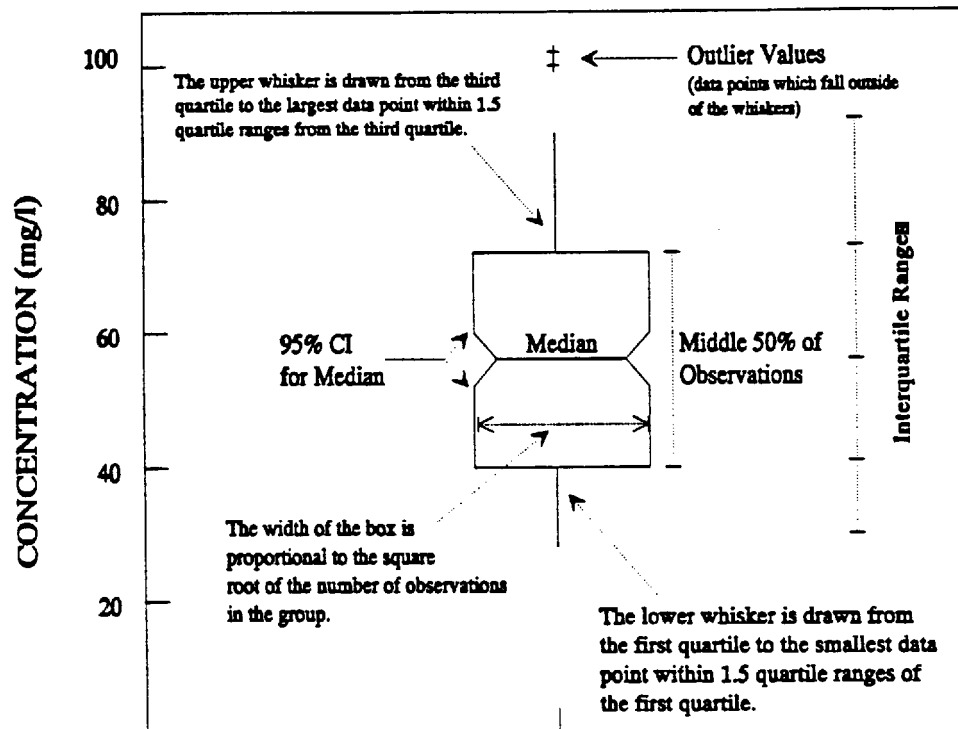 100
80
60
40
20
CONCENTRATION (mg/l)
The upper whisker is drawn from the third
quartile to the largest data point within 1.5
quartile ranges from the third quartile.
Outlier Values
(data points which fall outside
of the whiskers)
95% CI
for Median
Median
Middle 50% of
Observations
Interquartile Ranges
The width of the box is
proportional to the square
root of the number of observations
in the group.
The lower whisker is drawn from
the first quartile to the smallest data
point within 1.5 quartile ranges of
the first quartile.